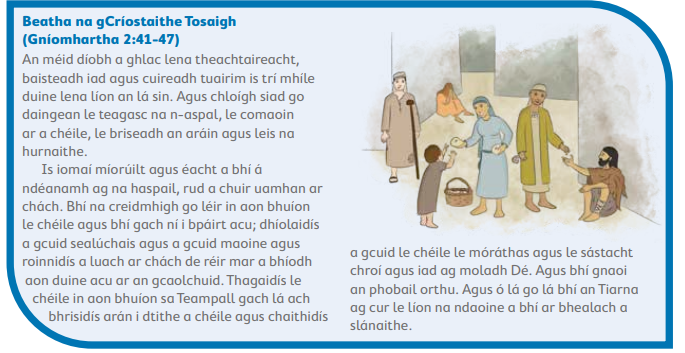 Beatha na gCríostaithe Tosaigh
(Gníomhartha 2:41-47)
An méid díobh a ghlac lena theachtaireacht,
baisteadh iad agus cuireadh tuairim is trí mhíle
duine lena líon an lá sin. Agus chloígh siad go
daingean le teagasc na n-aspal, le comaoin
ar a chéile, le briseadh an aráin agus leis na
hurnaithe.
Is iomaí míorúilt agus éacht a bhí á
ndéanamh ag na haspail, rud a chuir uamhan ar
chách. Bhí na creidmhigh go léir in aon bhuíon
le chéile agus bhí gach ní i bpáirt acu; dhíolaidís
a gcuid sealúchais agus a gcuid maoine agus
roinnidís a luach ar chách de réir mar a bhíodh
aon duine acu ar an gcaolchuid. Thagaidís le
chéile in aon bhuíon sa Teampall gach lá ach
bhrisidís arán i dtithe a chéile agus chaithidís
a gcuid le chéile le móráthas agus le sástacht
chroí agus iad ag moladh Dé. Agus bhí gnaoi
an phobail orthu. Agus ó lá go lá bhí an Tiarna
ag cur le líon na ndaoine a bhí ar bhealach a
slánaithe.